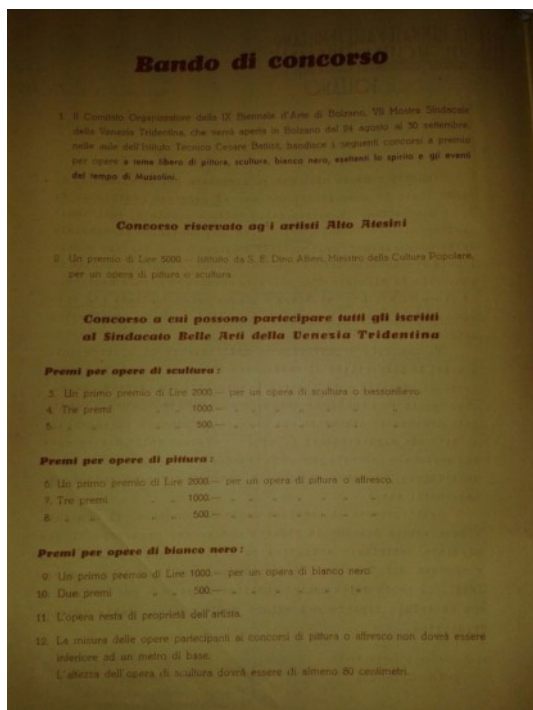 Bando di concorso
1. Il Comitato Organizzatore della IX Biennale d'Arte di Bolzano, VII Mostra Sindacale
della Venezia Tridentina, che verrà aperta in Bolzano dal 24 agosto al 30 settembre,
nelle aule dell'Istituto Tecnico Cesare Battisti, bandisce i seguenti concorsi a premio
per opere a tema libero di pittura, scultura, bianco nero, esaltanti lo spirito e gli eventi
del tempo di Mussolini.
Concorso riservato agli artisti Alto Atesini
2. Un premio di Lire 5000.— istituito da S. E. Dino Alfieri, Ministro della Cultura Popolare,
per un opera di pittura o scultura.
Concorso a cui possono partecipare tutti gli iscritti
al Sindacato Belle Arti della Venezia Tridentina
Premi per opere di scultura:
3. Un primo premio di Lire 2000.— per un opera di scultura o bassorilievo.
4. Tre premi „ „ 1000.— „ „ „ „ „ „
5. „ „ „ „ 500.— „ „ „ „ „ „
Premi per opere di pittura:
6. Un primo premio di Lire 2000.— per un opera di pittura o affresco.
7. Tre premi „ „ 1000.— „ „ „ „ „ „
8. „ „ „ „ 500.— „ „ „ „ „ „
Premi per opere di bianco nero:
9. Un primo premio di Lire 1000.— per un opera di bianco nero.
10. Due premi „ „ 500.— „ „ „ „ „
11. L'opera resta di proprietà dell'artista.
12. La misura delle opere partecipanti ai concorsi di pittura o affresco non dovrà essere
inferiore ad un metro di base.
L'altezza dell'opera di scultura dovrà essere di almeno 60 centimetri.